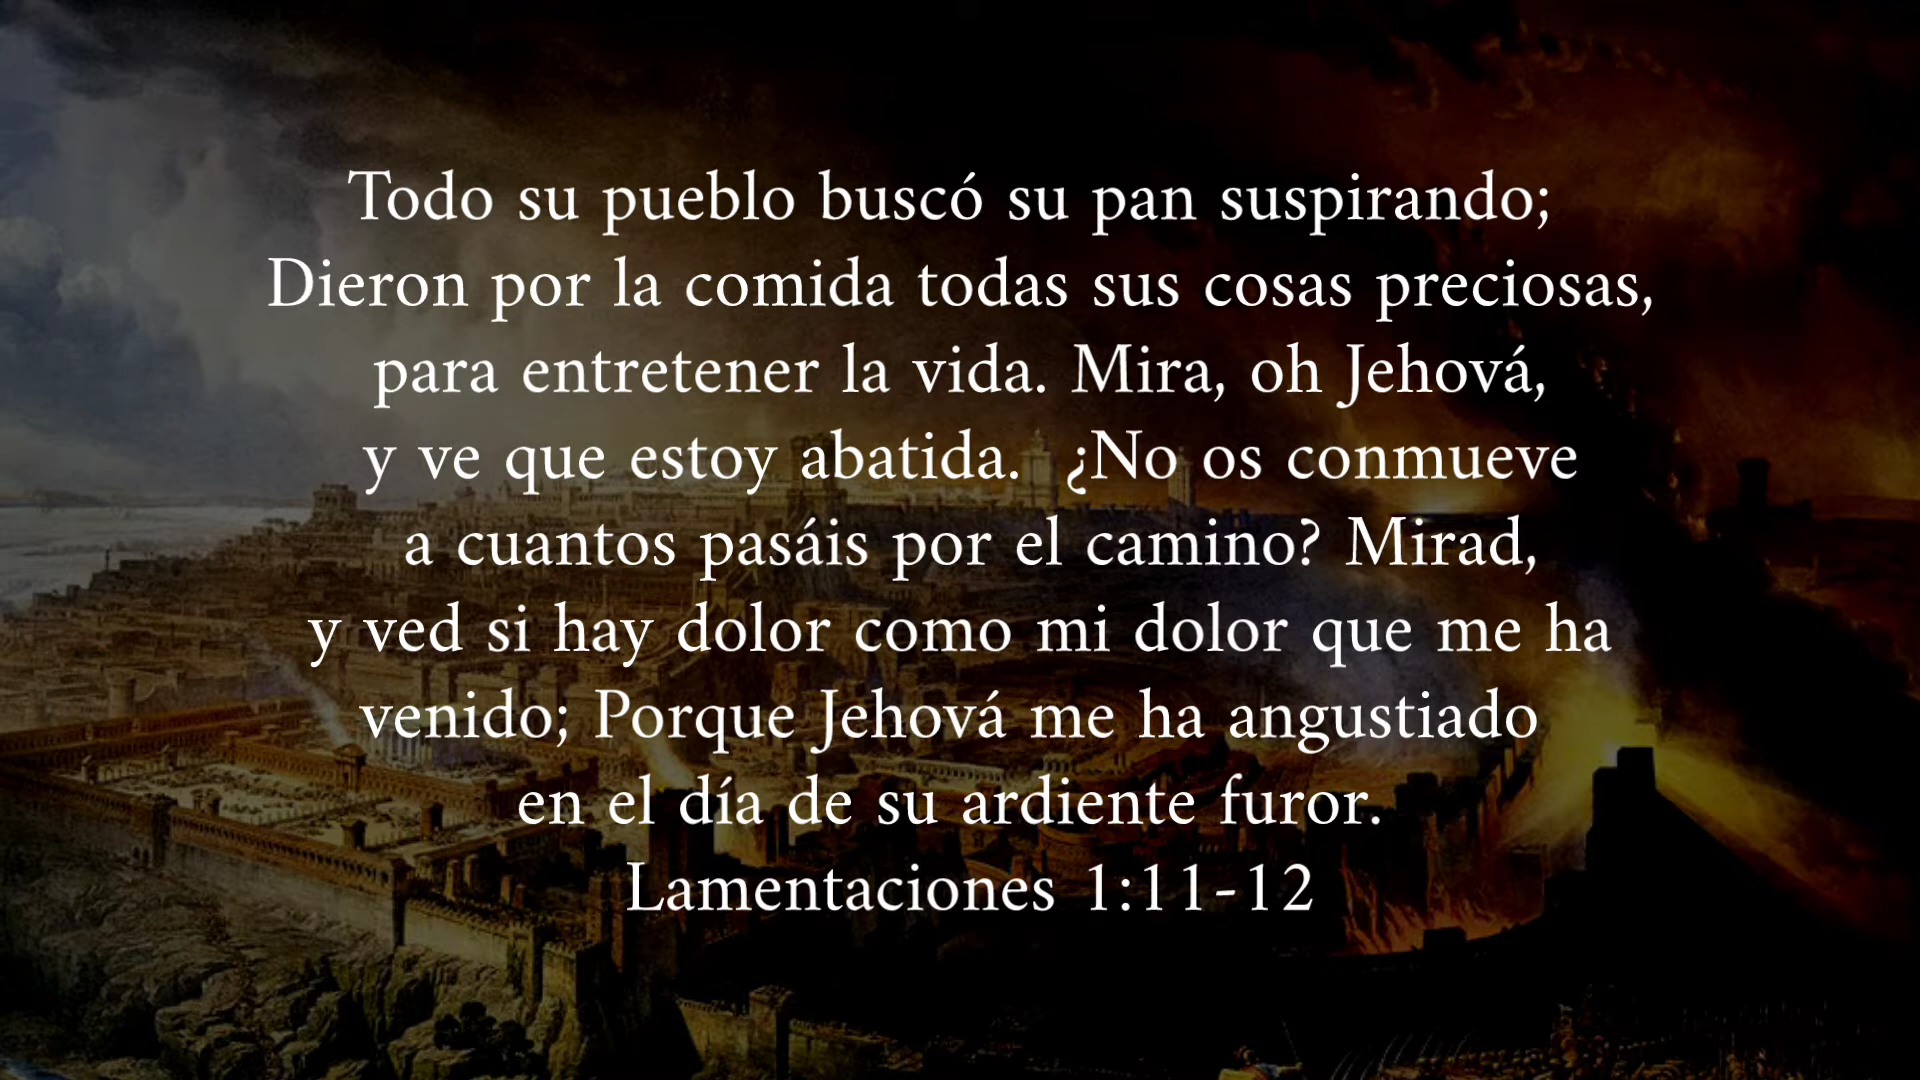 Todo su pueblo buscó su pan suspirando;
Dieron por la comida todas sus cosas preciosas,
para entretener la vida. Mira, oh Jehová,
y ve que estoy abatida. ¿No os conmueve
a cuantos pasáis por el camino? Mirad,
y ved si hay dolor como mi dolor que me ha
venido; Porque Jehová me ha angustiado
en el día de su ardiente furor.
Lamentaciones 1:11-12